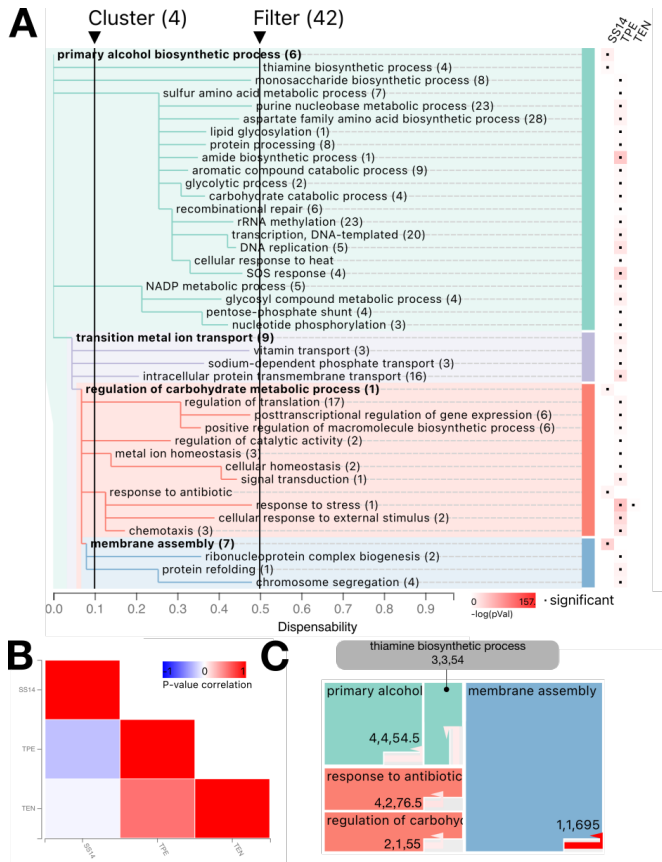 A
Cluster (4)
Filter (42)
SS14
TPE
TEN
primary alcohol biosynthetic process (6)
thiamine biosynthetic process (4)
monosaccharide biosynthetic process (8)
sulfur amino acid metabolic process (7)
purine nucleobase metabolic process (23)
aspartate family amino acid biosynthetic process (28)
lipid glycosylation (1)
protein processing (8)
amide biosynthetic process (1)
aromatic compound catabolic process (9)
glycolytic process (2)
carbohydrate catabolic process (4)
recombinational repair (6)
rRNA methylation (23)
transcription, DNA-templated (20)
DNA replication (5)
cellular response to heat
SOS response (4)
NADP metabolic process (5)
glycosyl compound metabolic process (4)
pentose-phosphate shunt (4)
nucleotide phosphorylation (3)
transition metal ion transport (9)
vitamin transport (3)
sodium-dependent phosphate transport (3)
intracellular protein transmembrane transport (16)
regulation of carbohydrate metabolic process (1)
regulation of translation (17)
posttranscriptional regulation of gene expression (6)
positive regulation of macromolecule biosynthetic process (6)
regulation of catalytic activity (2)
metal ion homeostasis (3)
cellular homeostasis (2)
signal transduction (1)
response to antibiotic
response to stress (1)
cellular response to external stimulus (2)
chemotaxis (3)
membrane assembly (7)
ribonucleoprotein complex biogenesis (2)
protein refolding (1)
chromosome segregation (4)
0.0 0.1 0.2 0.3 0.4 0.5 0.6 0.7 0.8 0.9
Dispensability
0 157.
-log(pVal)
significant
B
-1 0 1
P-value correlation
SS14
TPE
TEN
SS14
TPE
TEN
C
thiamine biosynthetic process
3,3,54
primary alcohol
4,4,54.5
membrane assembly
response to antibiotic
4,2,76.5
regulation of carbohy
2,1,55
1,1,695